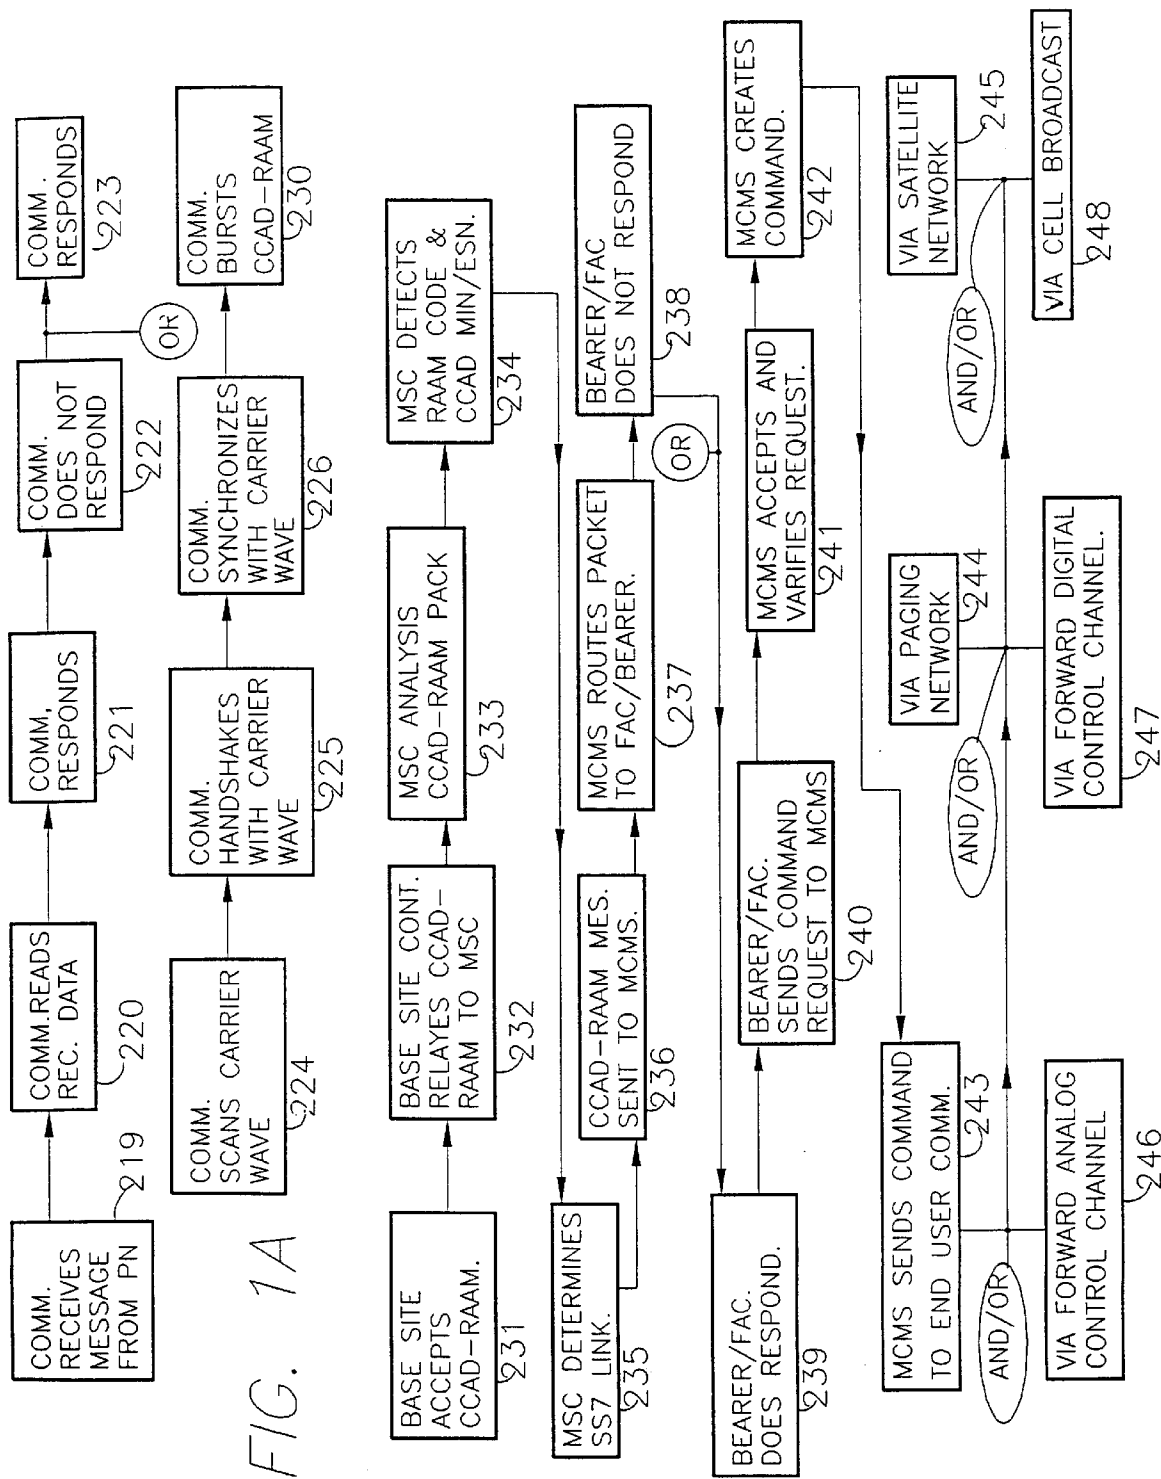 COMM.
RECEIVES
MESSAGE
FROM PN
219
COMM.READS
REC. DATA
220
COMM,
RESPONDS
221
COMM.
DOES NOT
RESPOND
222
OR
COMM.
RESPONDS
223
COMM.
SCANS CARRIER
WAVE
224
COMM.
HANDSHAKES
WITH CARRIER
WAVE
225
COMM.
SYNCHRONIZES
WITH CARRIER
WAVE
226
COMM.
BURSTS
CCAD-RAAM
230
FIG. 1A
BASE SITE
ACCEPTS
CCAD-RAAM.
231
BASE SITE CONT.
RELAYES CCAD-
RAAM TO MSC
232
MSC ANALYSIS
CCAD-RAAM PACK
233
MSC DETECTS
RAAM CODE &
CCAD MIN/ESN.
234
MSC DETERMINES
SS7 LINK.
235
CCAD-RAAM MES.
SENT TO MCMS.
236
MCMS ROUTES PACKET
TO FAC/BEARER.
237
BEARER/FAC
DOES NOT RESPOND
238
OR
BEARER/FAC.
DOES RESPOND.
239
BEARER/FAC.
SENDS COMMAND
REQUEST TO MCMS
240
MCMS ACCEPTS AND
VARIFIES REQUEST.
241
MCMS CREATES
COMMAND.
242
MCMS SENDS COMMAND
TO END USER COMM.
243
AND/OR
VIA FORWARD ANALOG
CONTROL CHANNEL
246
VIA PAGING
NETWORK
244
AND/OR
VIA FORWARD DIGITAL
CONTROL CHANNEL.
247
VIA SATELLITE
NETWORK
245
AND/OR
VIA CELL BROADCAST
248